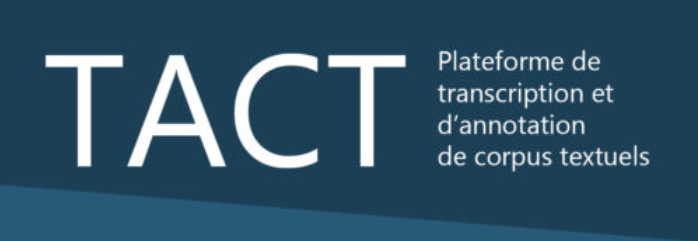 TACT
Plateforme de
transcription et
d'annotation
de corpus textuels